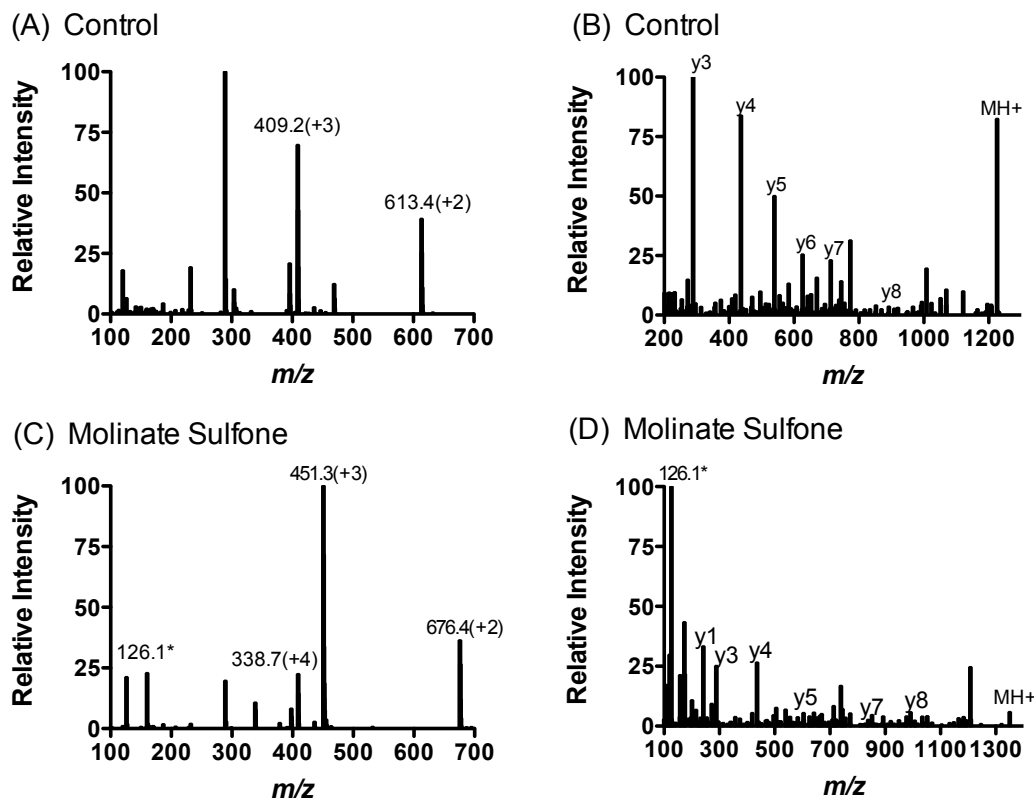 (A) Control
Relative Intensity
100
75
50
25
0
409.2(+3)
613.4(+2)
100 200 300 400 500 600 700
m/z
(B) Control
Relative Intensity
100
75
50
25
0
y3
y4
y5
y6
y7
y8
MH+
200 400 600 800 1000 1200
m/z
(C) Molinate Sulfone
Relative Intensity
100
75
50
25
0
126.1*
338.7(+4)
451.3(+3)
676.4(+2)
100 200 300 400 500 600 700
m/z
(D) Molinate Sulfone
Relative Intensity
100
75
50
25
0
126.1*
y1
y3
y4
y5
y7
y8
MH+
100 300 500 700 900 1100 1300
m/z